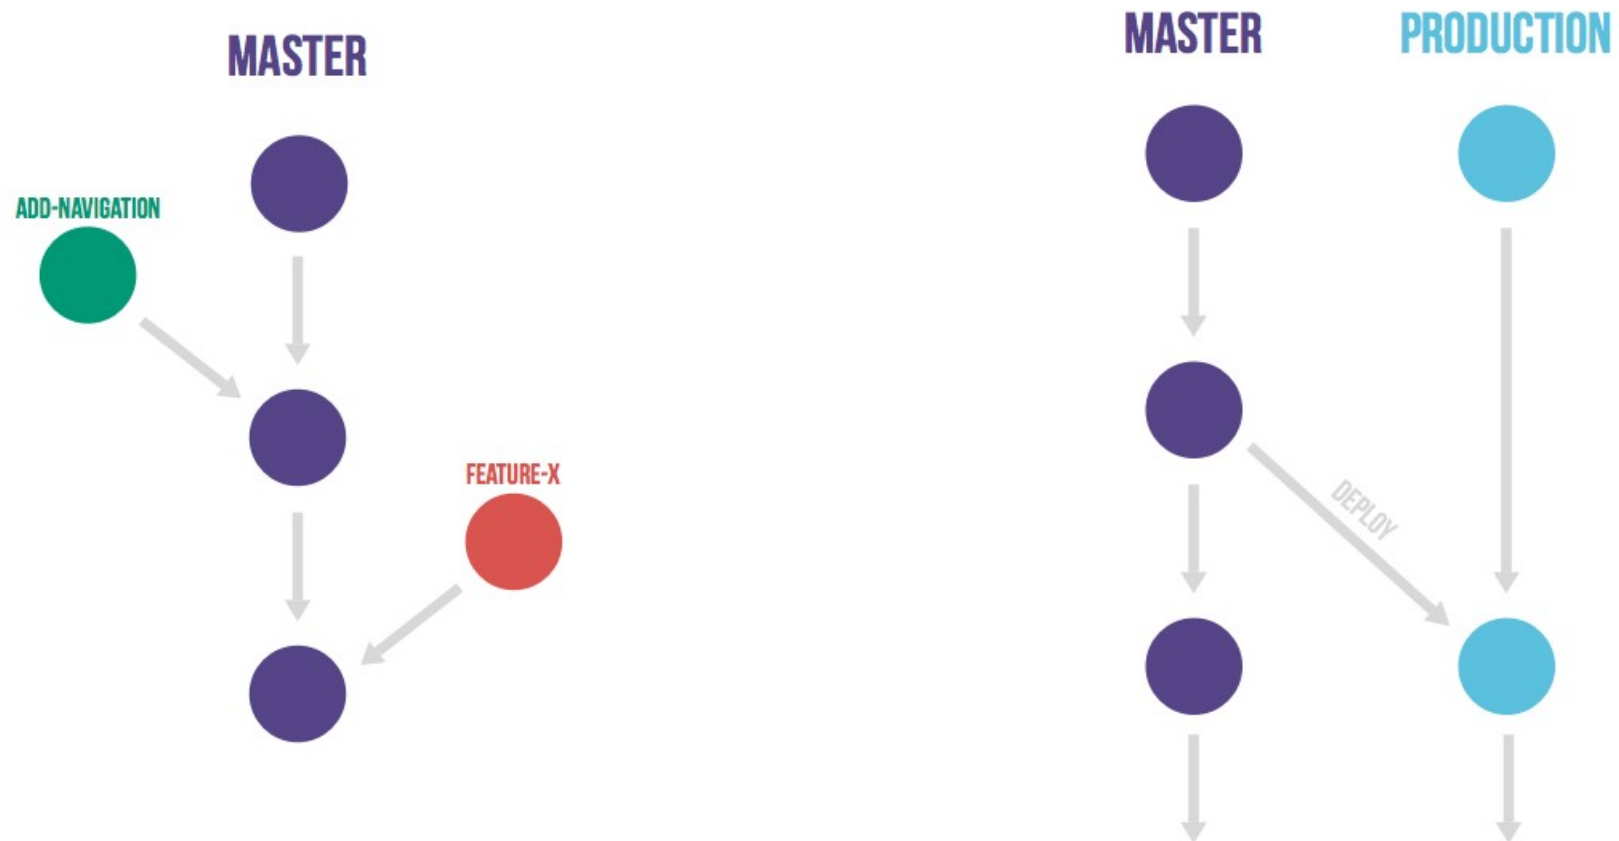 MASTER
ADD-NAVIGATION
FEATURE-X
MASTER
PRODUCTION
DEPLOY